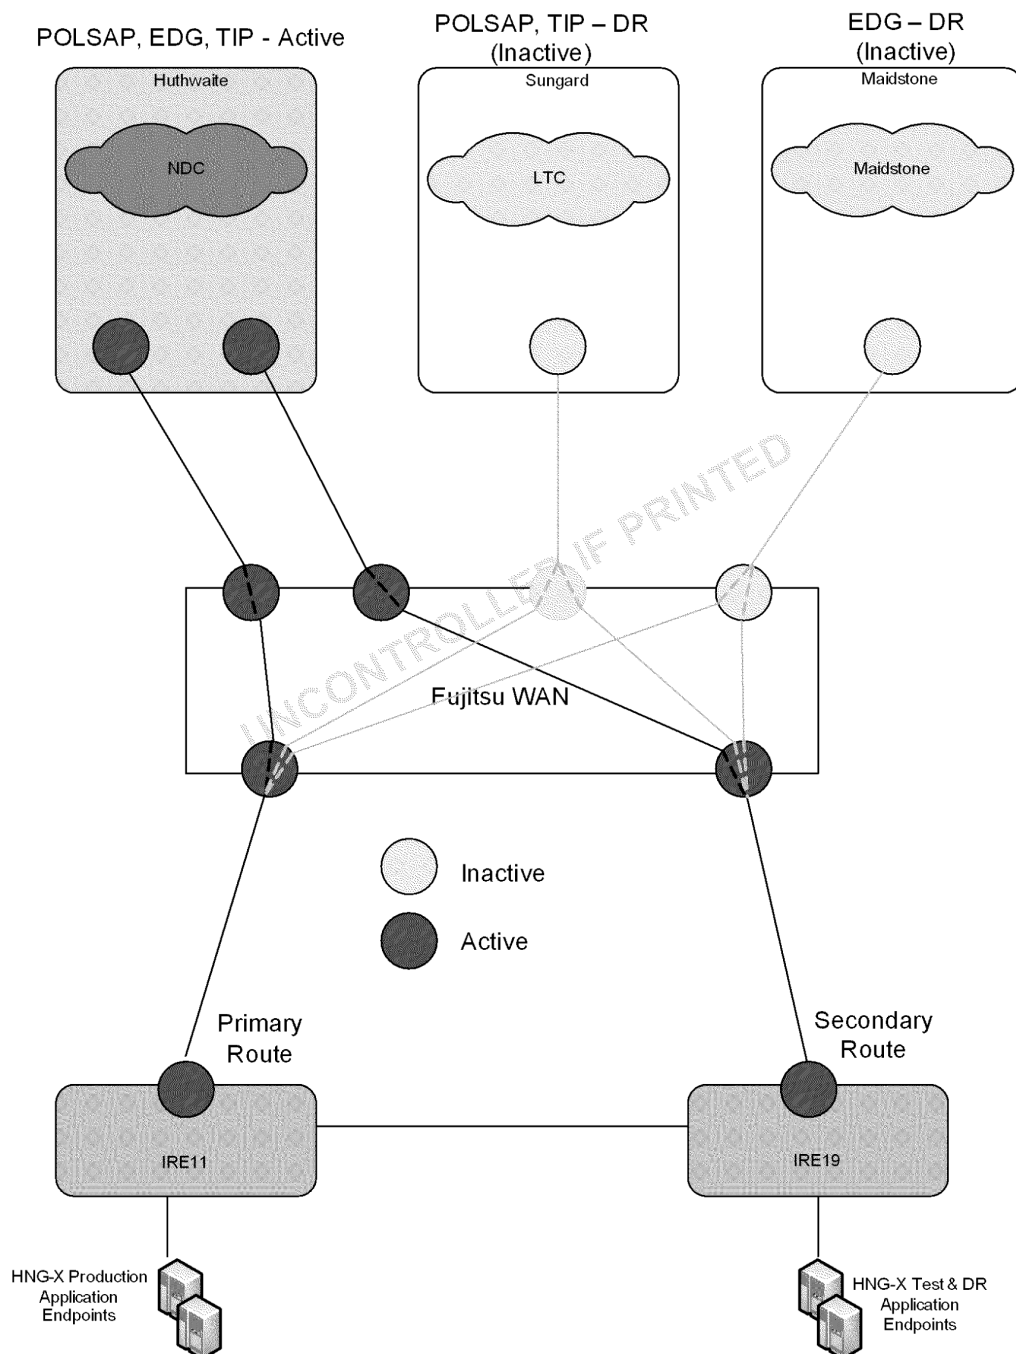 POLSAP, EDG, TIP - Active
POLSAP, TIP – DR
(Inactive)
EDG – DR
(Inactive)
Huthwaite
Sungard
Maidstone
NDC
LTC
Maidstone
UNCONTROLLED IF PRINTED
Fujitsu WAN
Inactive
Active
Primary
Route
Secondary
Route
IRE11
IRE19
HNG-X Production
Application
Endpoints
HNG-X Test & DR
Application
Endpoints